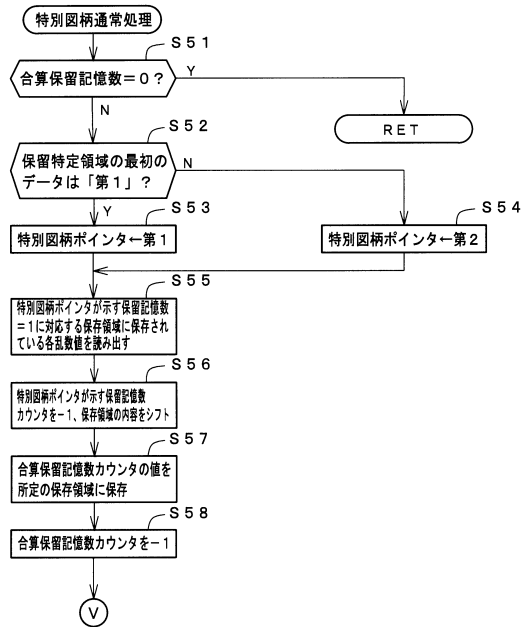 特別図柄通常処理
S51
合算保留記憶数=0?
Y
N
RET
S52
保留特定領域の最初の
データは「第1」?
N
Y
S53
特別図柄ポインタ←第1
S54
特別図柄ポインタ←第2
S55
特別図柄ポインタが示す保留記憶数
=1に対応する保存領域に保存され
ている各乱数値を読み出す
S56
特別図柄ポインタが示す保留記憶数
カウンタを-1、保存領域の内容をシフト
S57
合算保留記憶数カウンタの値を
所定の保存領域に保存
S58
合算保留記憶数カウンタを-1
V